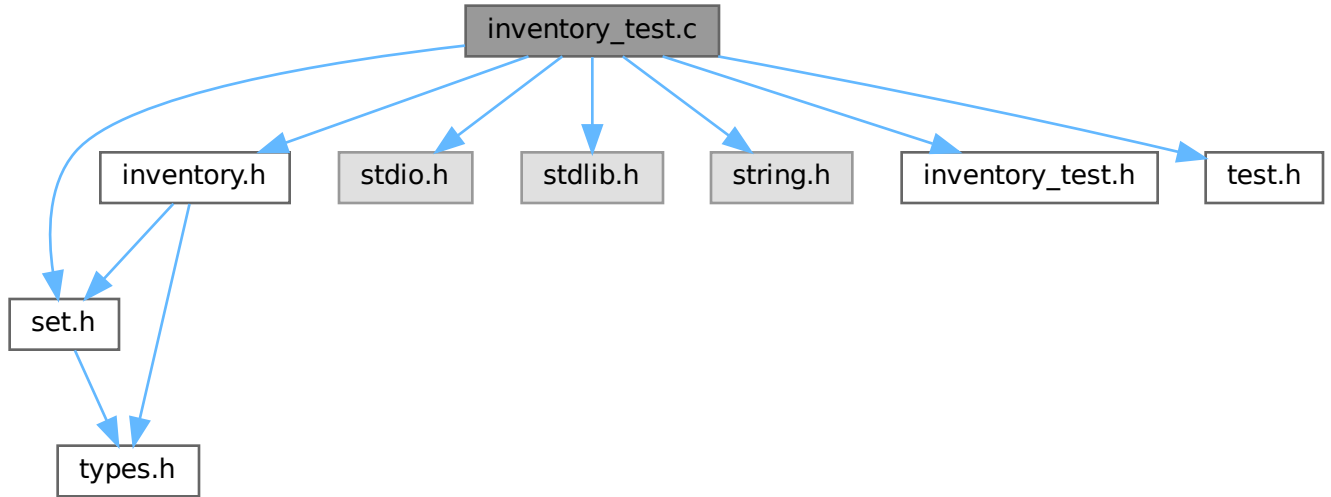 inventory_test.c
inventory.h
stdio.h
stdlib.h
string.h
inventory_test.h
test.h
set.h
types.h